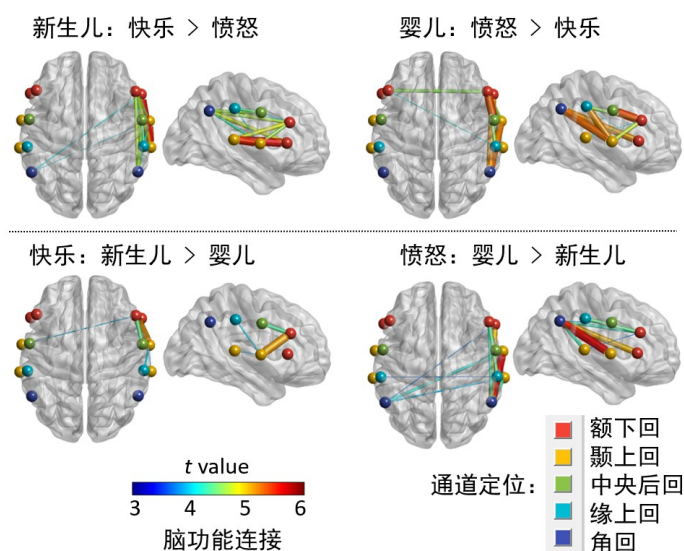 新生儿：快乐 > 愤怒
婴儿：愤怒 > 快乐
快乐：新生儿 > 婴儿
愤怒：婴儿 > 新生儿
t value
3 4 5 6
脑功能连接
通道定位：
额下回
颞上回
中央后回
缘上回
角回